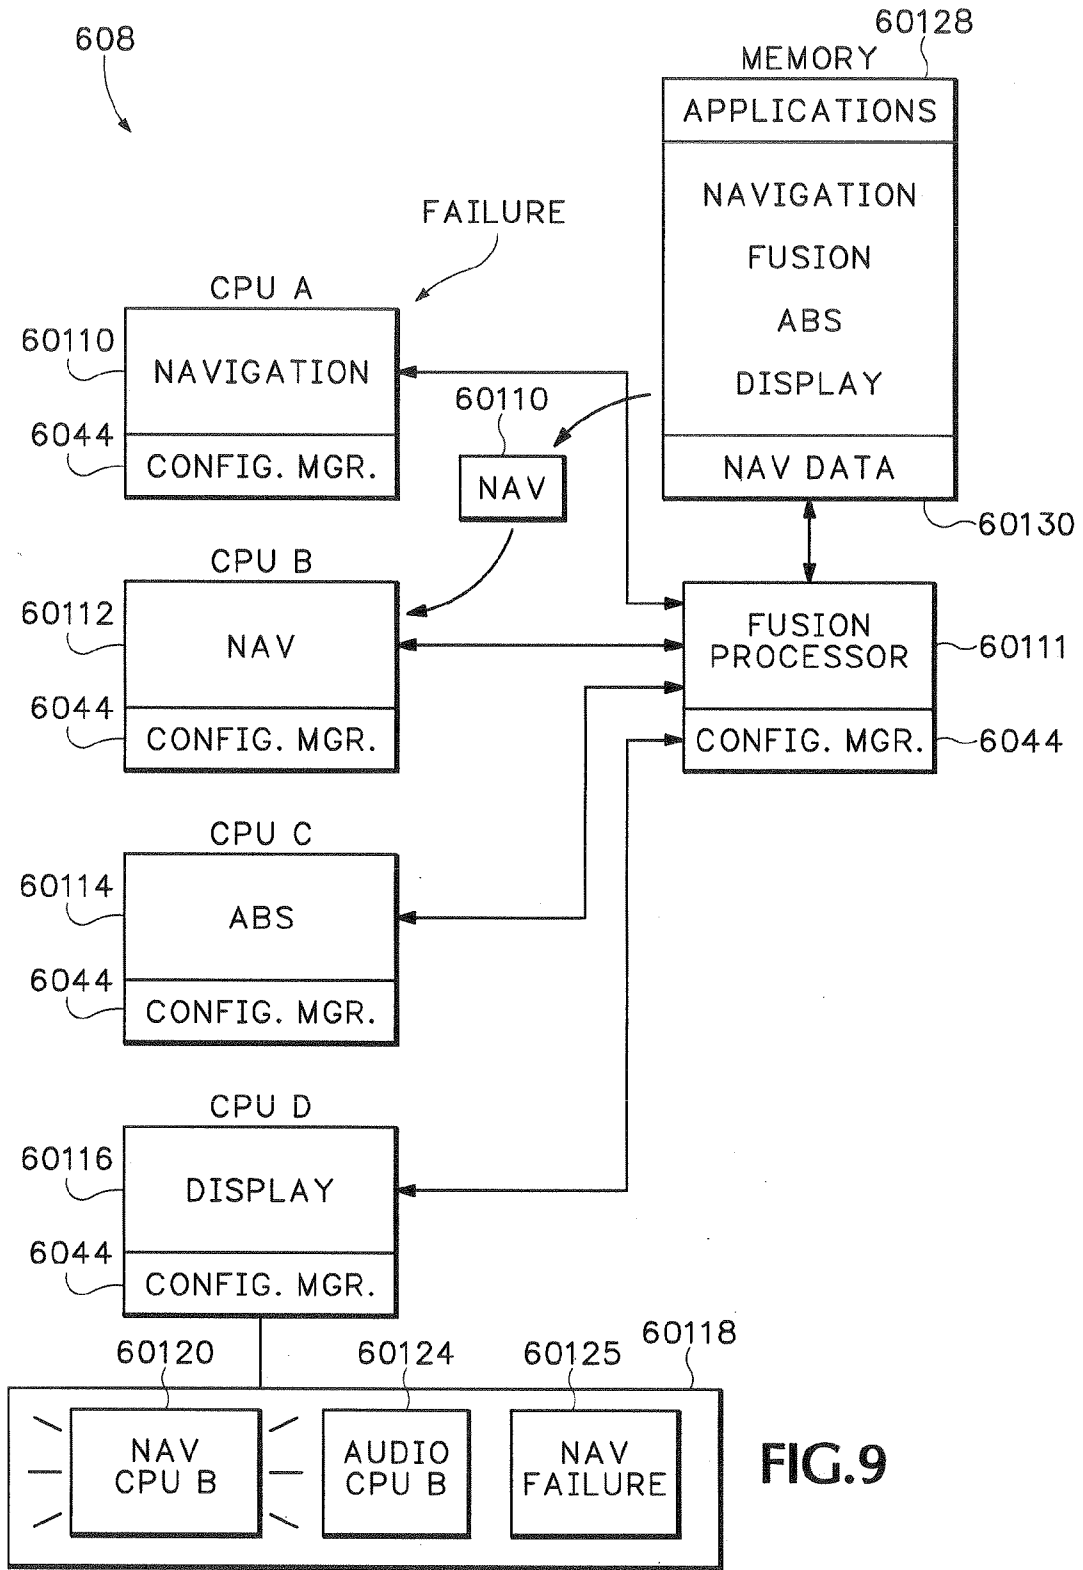 608
60128
MEMORY
APPLICATIONS
NAVIGATION
FUSION
ABS
DISPLAY
NAV DATA
60130
FAILURE
CPU A
60110
NAVIGATION
6044
CONFIG. MGR.
60110
NAV
CPU B
60112
NAV
6044
CONFIG. MGR.
FUSION
PROCESSOR
60111
CONFIG. MGR.
6044
CPU C
60114
ABS
6044
CONFIG. MGR.
CPU D
60116
DISPLAY
6044
CONFIG. MGR.
60118
60120
NAV
CPU B
60124
AUDIO
CPU B
60125
NAV
FAILURE
FIG.9